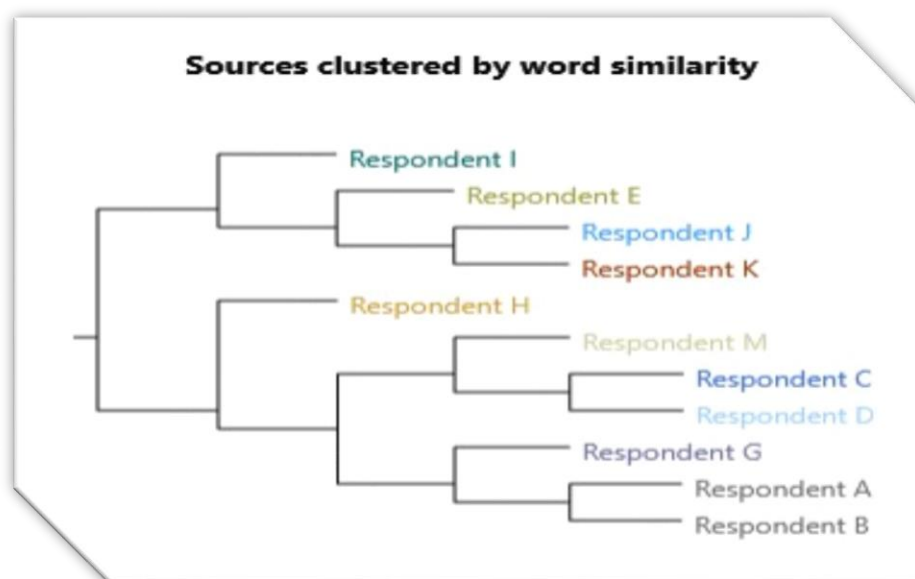 Sources clustered by word similarity
Respondent I
Respondent E
Respondent J
Respondent K
Respondent H
Respondent M
Respondent C
Respondent D
Respondent G
Respondent A
Respondent B